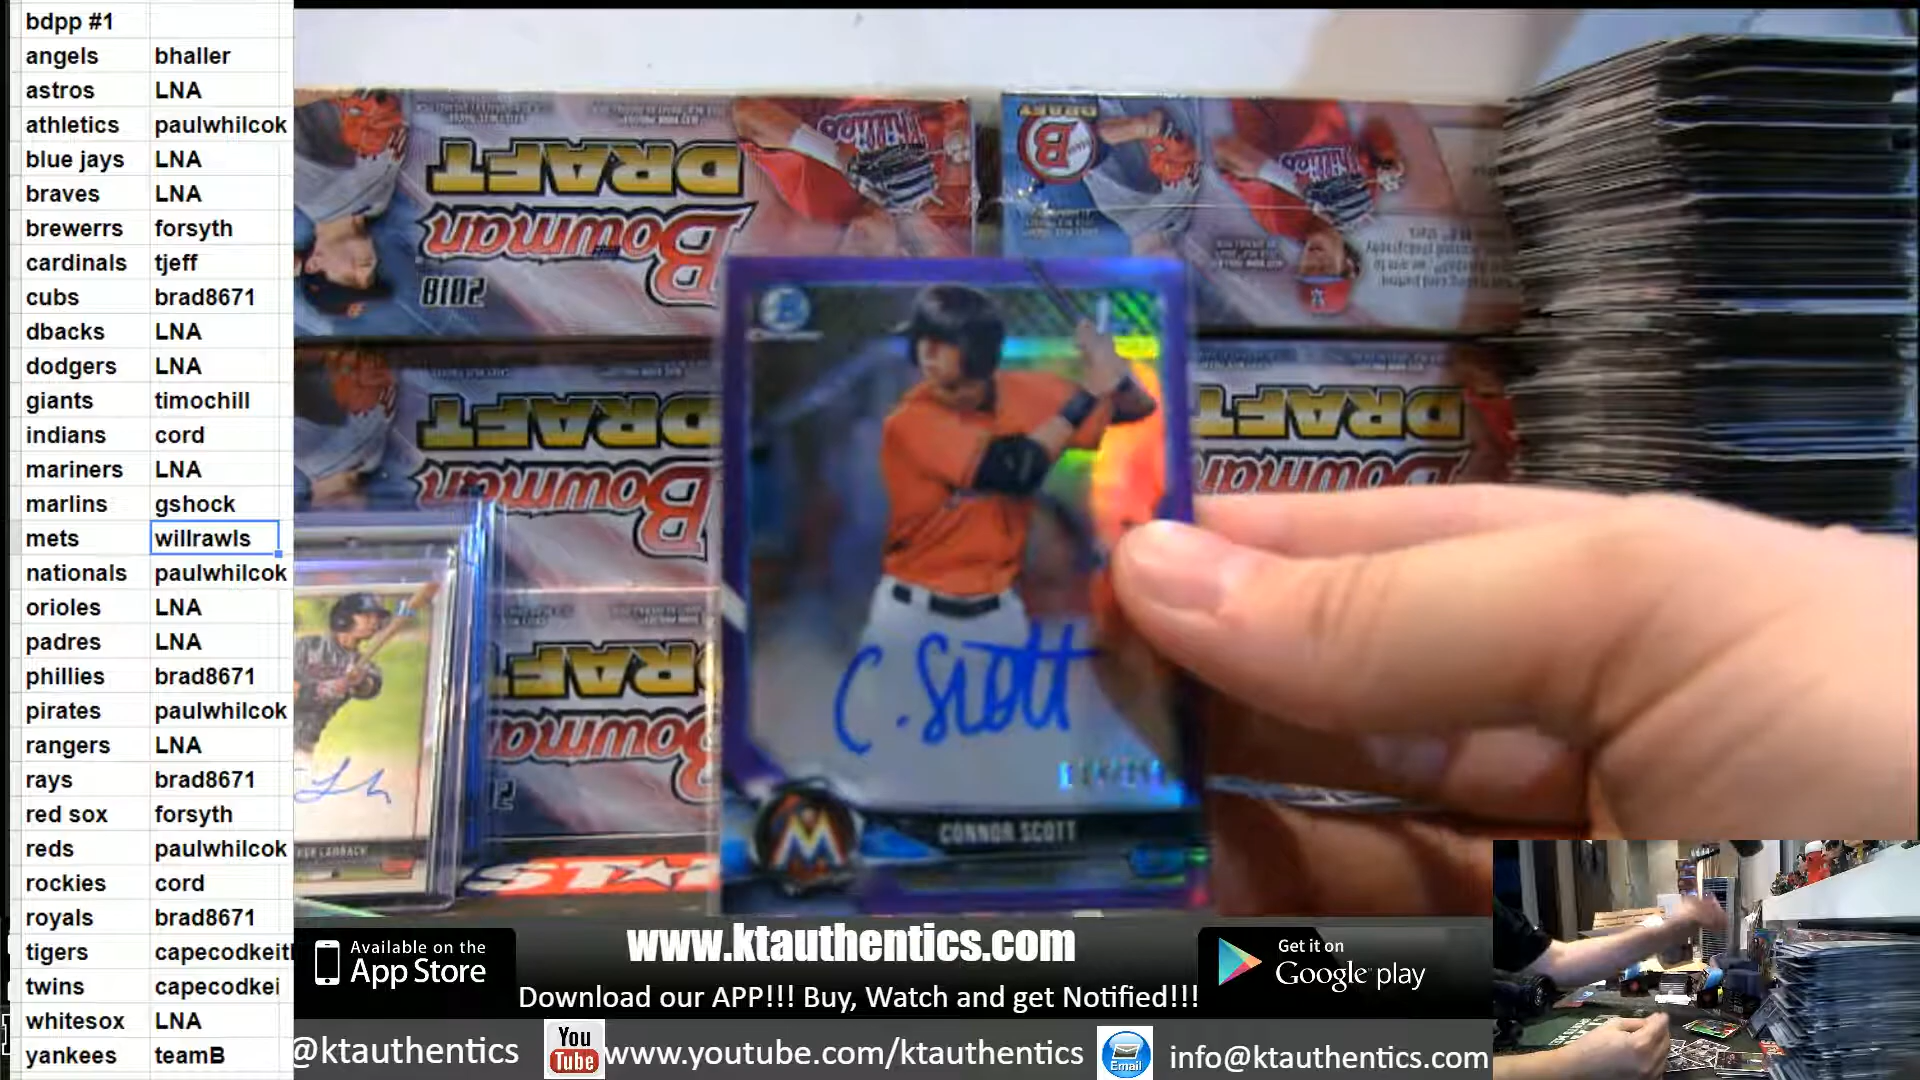 bdpp #1
angels bhaller
astros LNA
athletics paulwhilcok
blue jays LNA
braves LNA
brewerrs forsyth
cardinals tjeff
cubs brad8671
dbacks LNA
dodgers LNA
giants timochill
indians cord
mariners LNA
marlins gshock
mets willrawls
nationals paulwhilcok
orioles LNA
padres LNA
phillies brad8671
pirates paulwhilcok
rangers LNA
rays brad8671
red sox forsyth
reds paulwhilcok
rockies cord
royals brad8671
tigers capecodkeit
twins capecodkei
whitesox LNA
yankees teamB
DRAFT
Bowman
2018
DRAFT
Phillies
DRAFT
Bowman
DRAFT
Bowman
C. Scott
CONNOR SCOTT
Available on the
App Store
www.ktauthentics.com
Get it on
Google play
Download our APP!!! Buy, Watch and get Notified!!!
@ktauthentics
You
Tube
www.youtube.com/ktauthentics
Email
info@ktauthentics.com